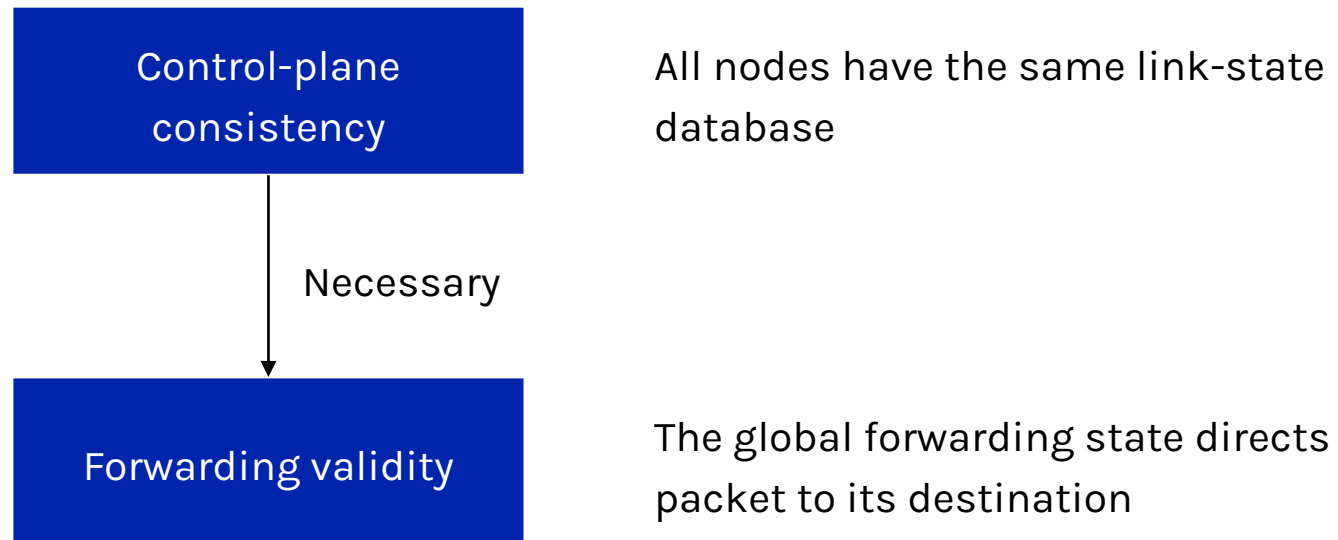 Control-plane
consistency
All nodes have the same link-state
database
Necessary
Forwarding validity
The global forwarding state directs
packet to its destination